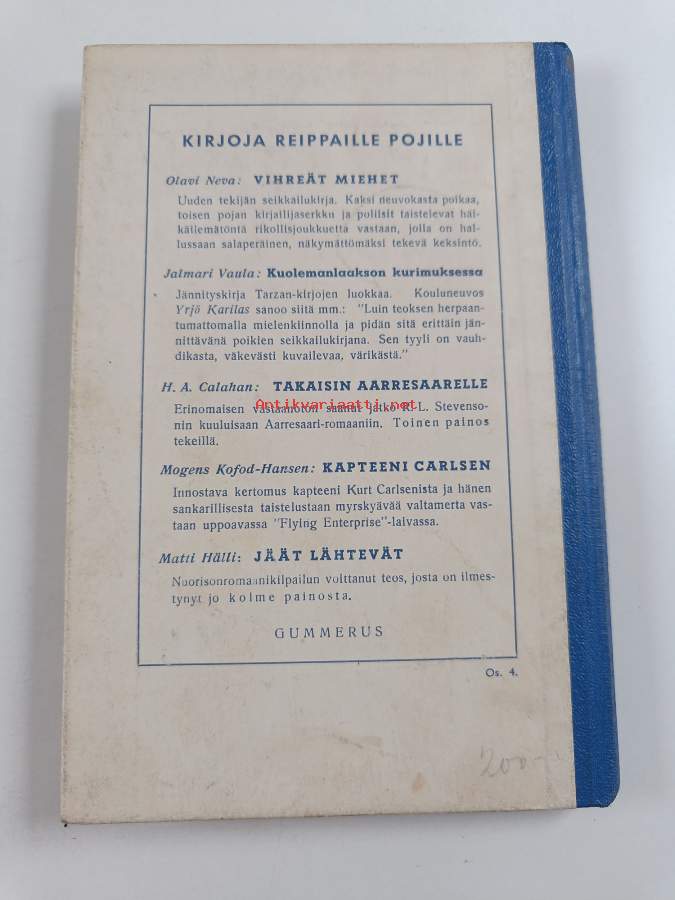 KIRJOJA REIPPAILLE POJILLE
Olavi Neva: VIHREÄT MIEHET
Uuden tekijän seikkailukirja. Kaksi neuvokasta poikaa,
toisen pojan kirjailijaserkku ja poliisit taistelevat häi-
käilemätöntä rikollisjoukkuetta vastaan, jolla on hal-
lussaan salaperäinen, näkymättömäksi tekevä keksintö.
Jalmari Vaula: Kuolemanlaakson kurimuksessa
Jännityskirja Tarzan-kirjojen luokkaa. Kouluneuvos
Yrjö Karilas sanoo siitä mm.: "Luin teoksen herpaan-
tumattomalla mielenkiinnolla ja pidän sitä erittäin jän-
nittävänä poikien seikkailukirjana. Sen tyyli on vauh-
dikasta, väkevästi kuvailevaa, värikästä."
H. A. Calahan: TAKAISIN AARRESAARELLE
Antikvariaatti.net
Erinomaisen vastaanoton saanut jatko R. L. Stevenso-
nin kuuluisaan Aarresaari-romaaniin. Toinen painos
tekeillä.
Mogens Kofod-Hansen: KAPTEENI CARLSEN
Innostava kertomus kapteeni Kurt Carlsenista ja hänen
sankarillisesta taistelustaan myrskyävää valtamerta vas-
taan uppoavassa "Flying Enterprise"-laivassa.
Matti Hälli: JÄÄT LÄHTEVÄT
Nuorisonromaanikilpailun voittanut teos, josta on ilmes-
tynyt jo kolme painosta.
GUMMERUS
Os. 4.
200:-